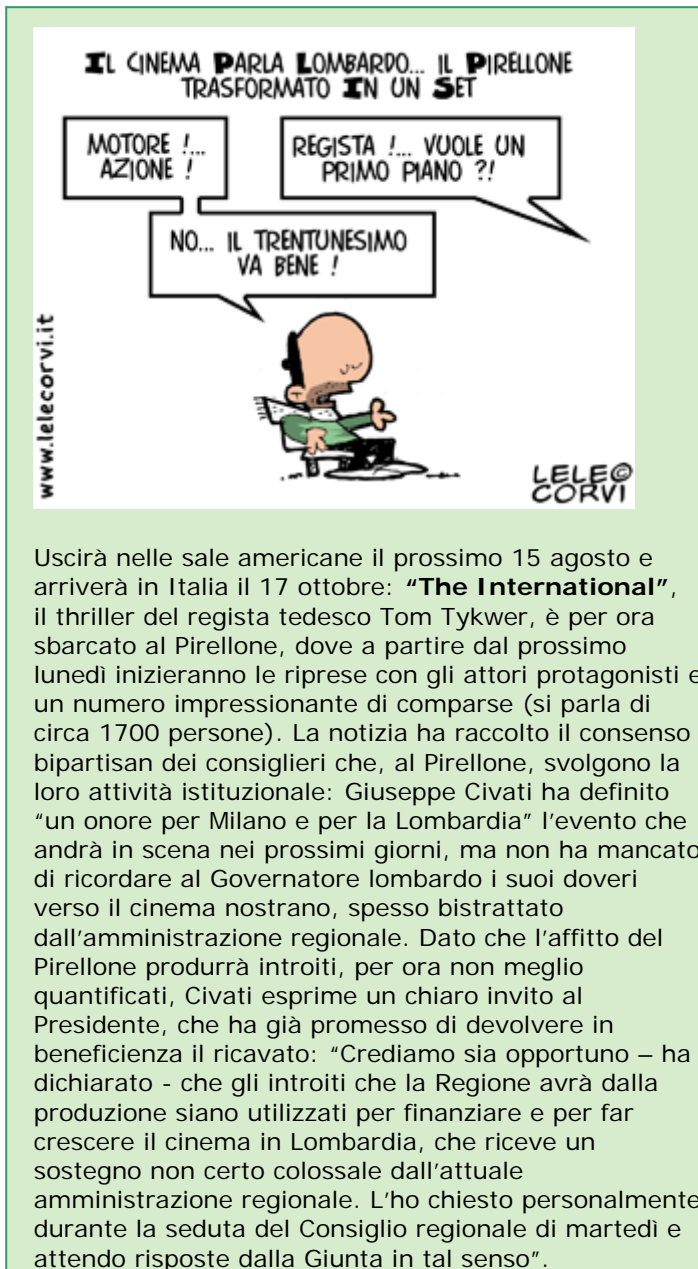 IL CINEMA PARLA LOMBARDO... IL PIRELLONE
TRASFORMATO IN UN SET
MOTORE !...
AZIONE !
REGISTA !... VUOLE UN
PRIMO PIANO ?!
NO... IL TRENTUNESIMO
VA BENE !
www.lelecorvi.it
LELE©
CORVI
Uscirà nelle sale americane il prossimo 15 agosto e
arriverà in Italia il 17 ottobre: “The International”,
il thriller del regista tedesco Tom Tykwer, è per ora
sbarcato al Pirellone, dove a partire dal prossimo
lunedì inizieranno le riprese con gli attori protagonisti e
un numero impressionante di comparse (si parla di
circa 1700 persone). La notizia ha raccolto il consenso
bipartisan dei consiglieri che, al Pirellone, svolgono la
loro attività istituzionale: Giuseppe Civati ha definito
“un onore per Milano e per la Lombardia” l’evento che
andrà in scena nei prossimi giorni, ma non ha mancato
di ricordare al Governatore lombardo i suoi doveri
verso il cinema nostrano, spesso bistrattato
dall’amministrazione regionale. Dato che l’affitto del
Pirellone produrrà introiti, per ora non meglio
quantificati, Civati esprime un chiaro invito al
Presidente, che ha già promesso di devolvere in
beneficienza il ricavato: “Crediamo sia opportuno – ha
dichiarato - che gli introiti che la Regione avrà dalla
produzione siano utilizzati per finanziare e per far
crescere il cinema in Lombardia, che riceve un
sostegno non certo colossale dall’attuale
amministrazione regionale. L’ho chiesto personalmente
durante la seduta del Consiglio regionale di martedì e
attendo risposte dalla Giunta in tal senso”.